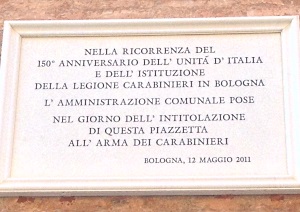 NELLA RICORRENZA DEL
150° ANNIVERSARIO DELL' UNITÁ D' ITALIA
E DELL' ISTITUZIONE
DELLA LEGIONE CARABINIERI IN BOLOGNA
L' AMMINISTRAZIONE COMUNALE POSE
NEL GIORNO DELL' INTITOLAZIONE
DI QUESTA PIAZZETTA
ALL' ARMA DEI CARABINIERI
BOLOGNA, 12 MAGGIO 2011